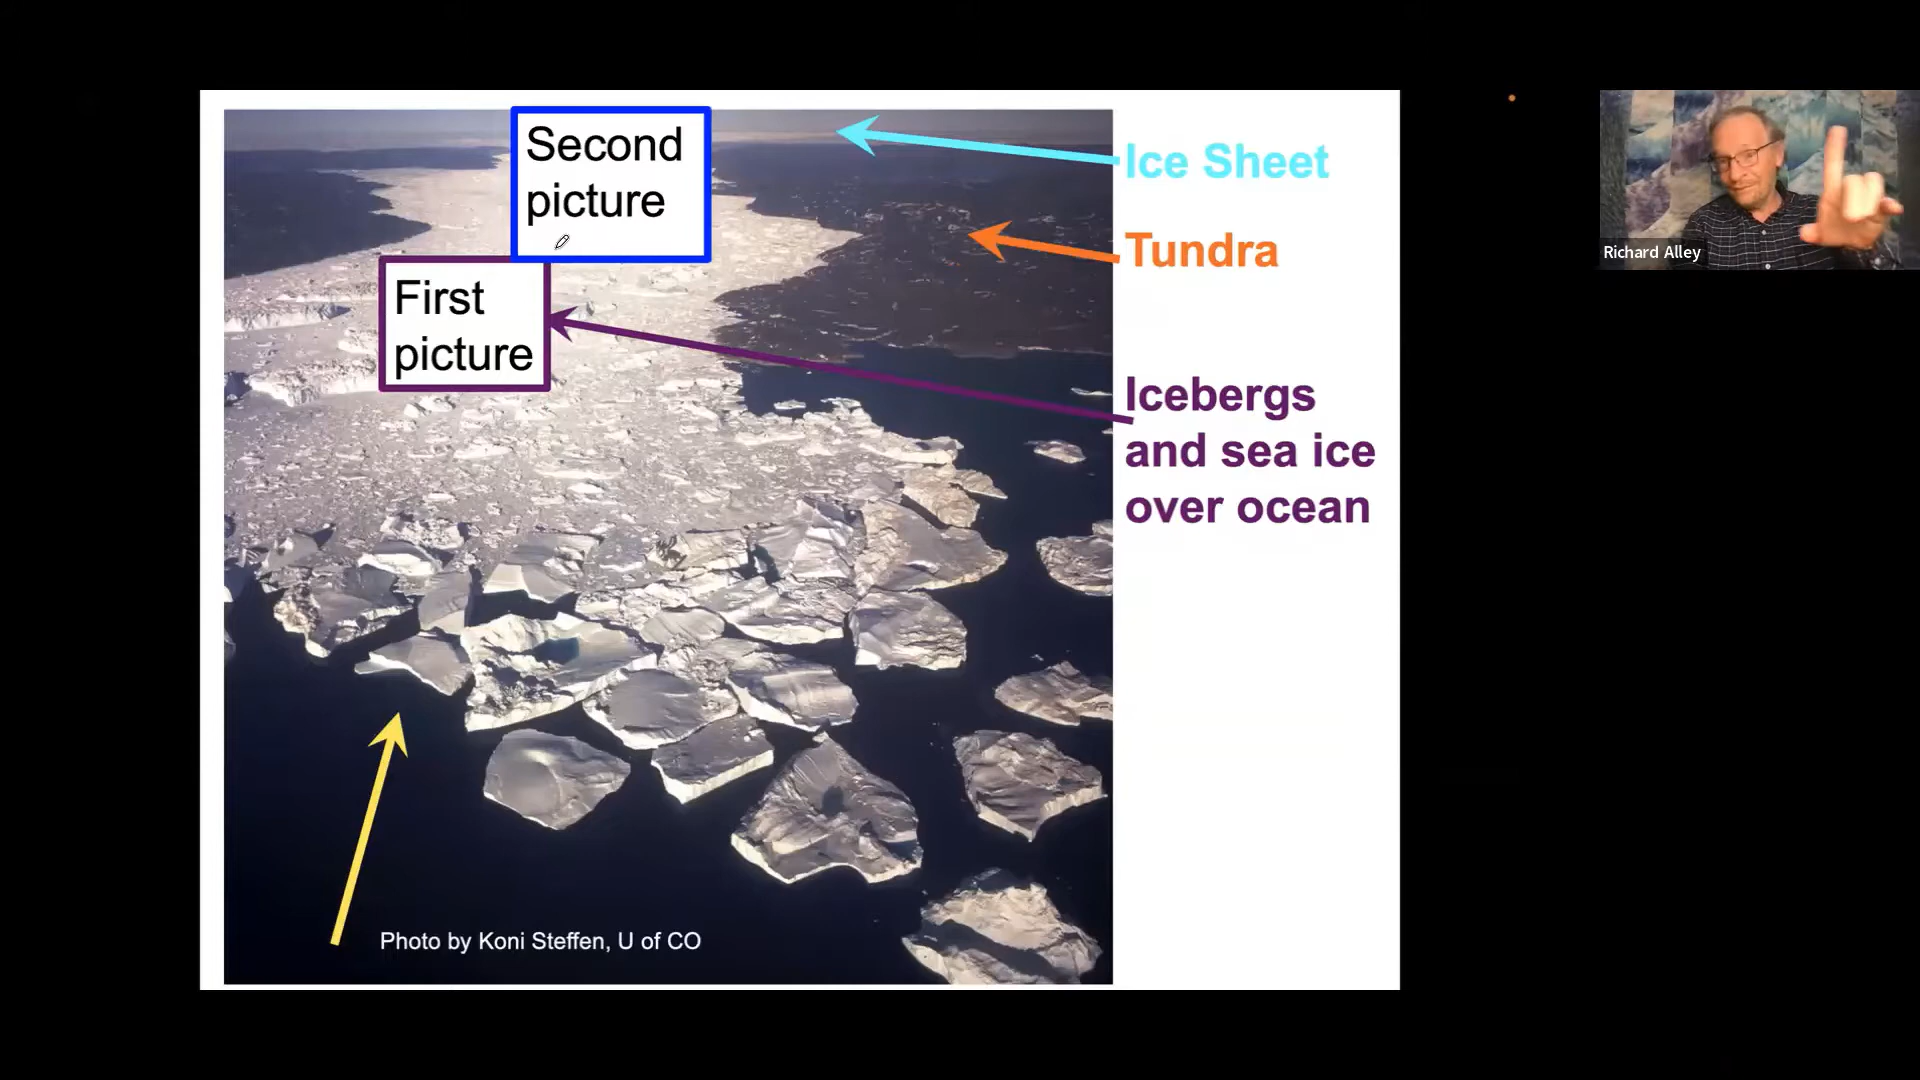 Second
picture
First
picture
Ice Sheet
Tundra
Icebergs
and sea ice
over ocean
Photo by Koni Steffen, U of CO
Richard Alley